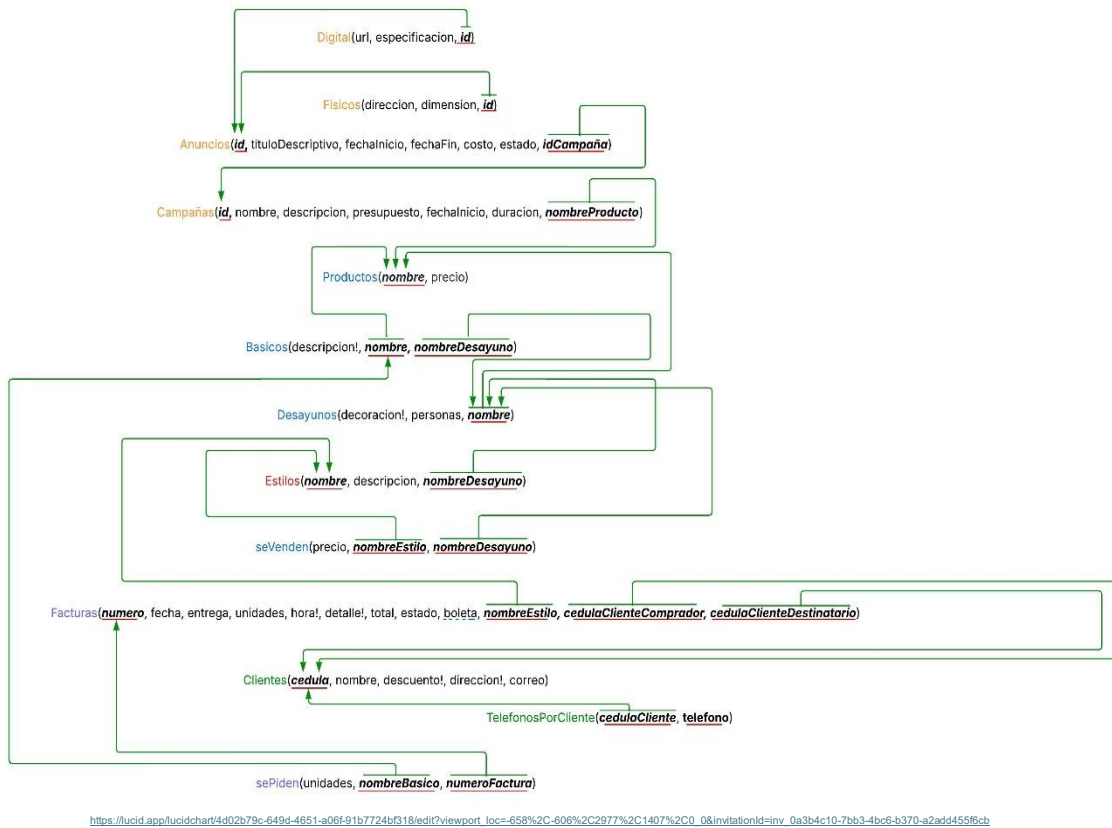 Digital(url, especificacion, id)
Fisicos(direccion, dimension, id)
Anuncios(id, tituloDescriptivo, fechaInicio, fechaFin, costo, estado, idCampaña)
Campañas(id, nombre, descripcion, presupuesto, fechaInicio, duracion, nombreProducto)
Productos(nombre, precio)
Basicos(descripcion!, nombre, nombreDesayuno)
Desayunos(decoracion!, personas, nombre)
Estilos(nombre, descripcion, nombreDesayuno)
seVenden(precio, nombreEstilo, nombreDesayuno)
Facturas(numero, fecha, entrega, unidades, hora!, detalle!, total, estado, boleta, nombreEstilo, cedulaClienteComprador, cedulaClienteDestinatario)
Clientes(cedula, nombre, descuento!, direccion!, correo)
TelefonosPorCliente(cedulaCliente, telefono)
sePiden(unidades, nombreBasico, numeroFactura)
https://lucid.app/lucidchart/4d02b79c-649d-4651-a06f-91b7724bf318/edit?viewport_loc=-658%2C-606%2C2977%2C1407%2C0_0&invitationId=inv_0a3b4c10-7bb3-4bc6-b370-a2add455f6cb